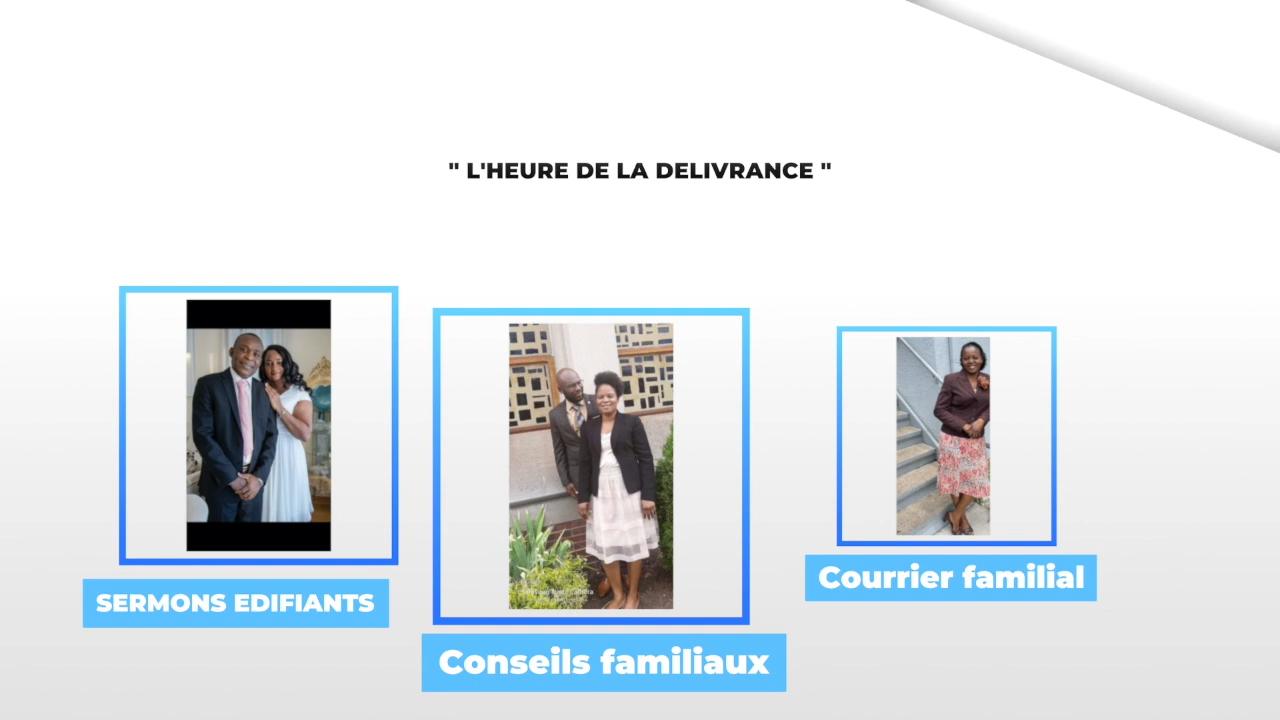 " L'HEURE DE LA DELIVRANCE "
SERMONS EDIFIANTS
Conseils familiaux
Courrier familial